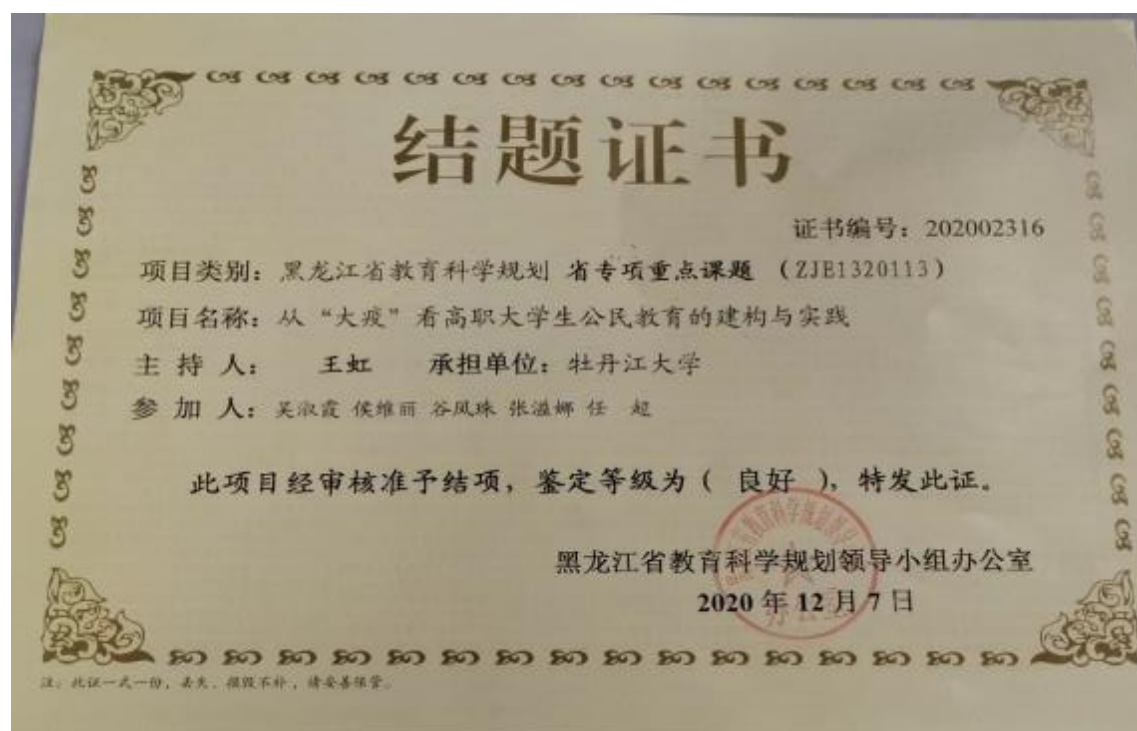 结题证书
证书编号：202002316
项目类别：黑龙江省教育科学规划 省专项重点课题 （ZJB1320113）
项目名称：从“大疫”看高职大学生公民教育的建构与实践
主 持 人： 王虹 承担单位：牡丹江大学
参 加 人：吴淑霞 侯维丽 谷凤珠 张溢娜 任 超
此项目经审核准予结项，鉴定等级为（ 良好 ），特发此证。
黑龙江省教育科学规划领导小组办公室
2020 年 12 月 7 日
注：此证一式一份，丢失、损毁不补，请妥善保管。